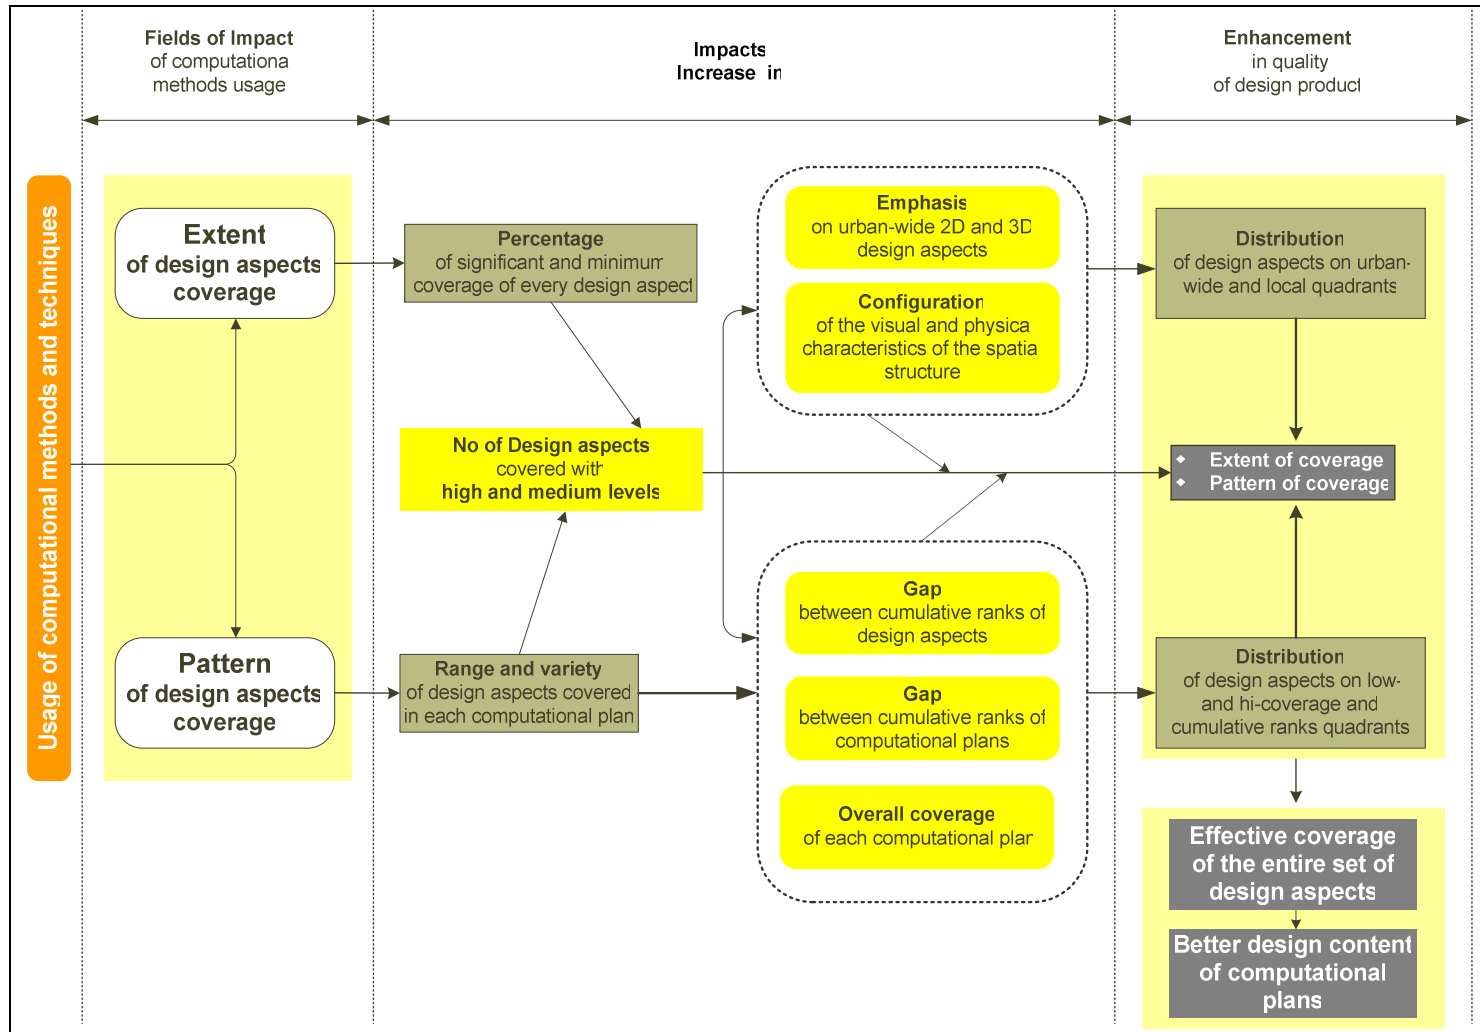 Fields of Impact
of computationa
methods usage
Impacts
Increase in
Enhancement
in quality
of design product
Usage of computational methods and techniques
Extent
of design aspects
coverage
Percentage
of significant and minimum
coverage of every design aspect
Emphasis
on urban-wide 2D and 3D
design aspects
Configuration
of the visual and physica
characteristics of the spatia
structure
Distribution
of design aspects on urban-
wide and local quadrants
No of Design aspects
covered with
high and medium levels
Extent of coverage
Pattern of coverage
Pattern
of design aspects
coverage
Range and variety
of design aspects covered
in each computational plan
Gap
between cumulative ranks of
design aspects
Gap
between cumulative ranks of
computational plans
Overall coverage
of each computational plan
Distribution
of design aspects on low-
and hi-coverage and
cumulative ranks quadrants
Effective coverage
of the entire set of
design aspects
Better design content
of computational
plans